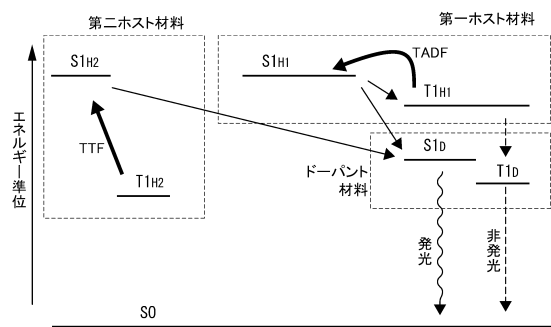 第二ホスト材料
第一ホスト材料
S1H2
S1H1
TADF
T1H1
TTF
T1H2
S1D
T1D
ドーパント
材料
エネルギー準位
発光
非発光
S0